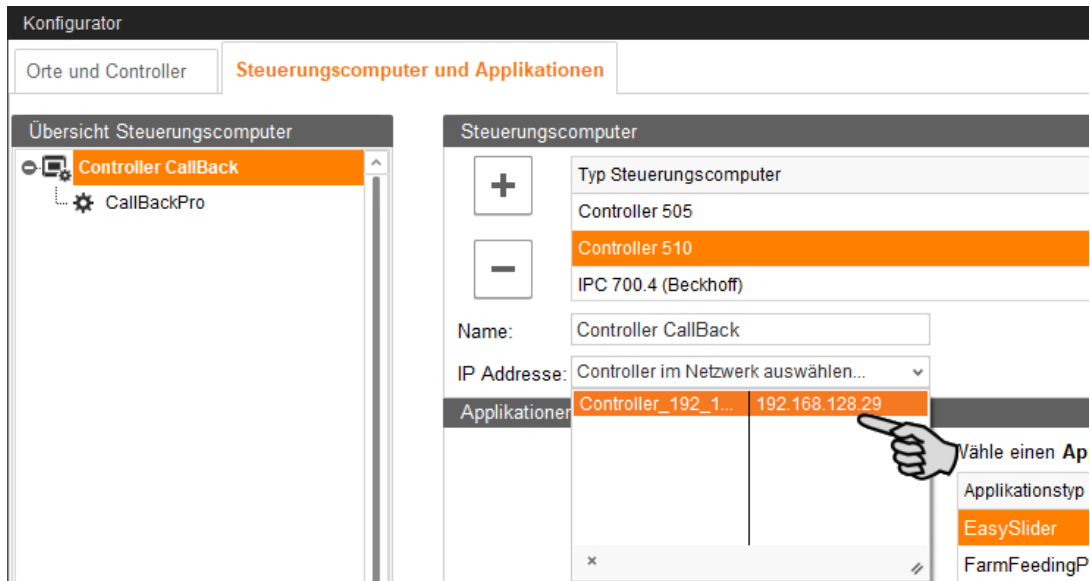 Konfigurator
Orte und Controller
Steuerungscomputer und Applikationen
Übersicht Steuerungscomputer
Controller CallBack
CallBackPro
Steuerungscomputer
Typ Steuerungscomputer
Controller 505
Controller 510
IPC 700.4 (Beckhoff)
Name: Controller CallBack
IP Addresse: Controller im Netzwerk auswählen...
Controller_192_1... 192.168.128.29
Applikationen
Wähle einen Ap
Applikationstyp
EasySlider
FarmFeedingP